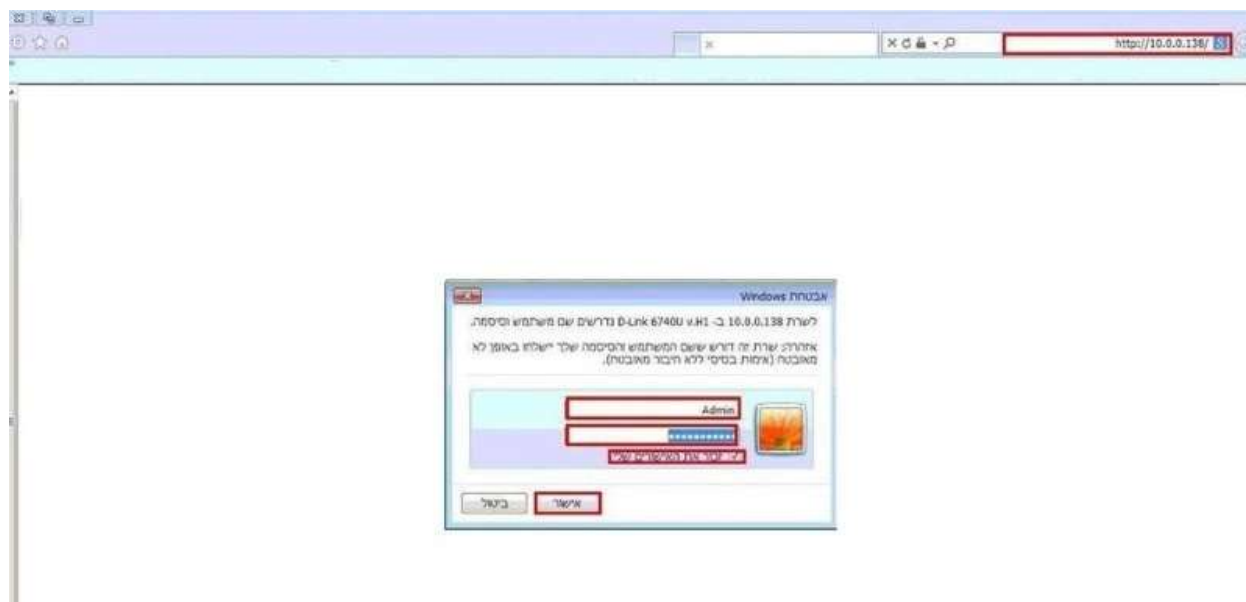 http://10.0.0.138/
אבטחת Windows
לשרת 10.0.0.138 ב- D-Link 6740U v.H1 נדרשים שם משתמש וסיסמה.
אזהרה: שרת זה דורש ששם המשתמש והסיסמה שלך יישלחו באופן לא
מאובטח (אימות בסיסי ללא חיבור מאובטח).
Admin
זכור את האישורים שלי
אישור
ביטול